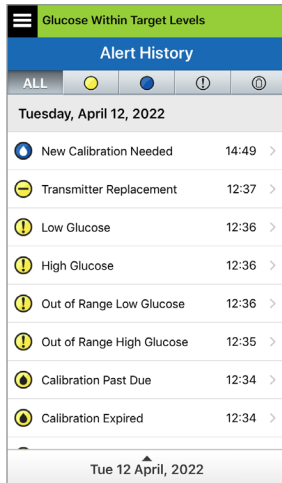 Glucose Within Target Levels
Alert History
ALL
Tuesday, April 12, 2022
New Calibration Needed 14:49
Transmitter Replacement 12:37
Low Glucose 12:36
High Glucose 12:36
Out of Range Low Glucose 12:36
Out of Range High Glucose 12:35
Calibration Past Due 12:34
Calibration Expired 12:34
Tue 12 April, 2022